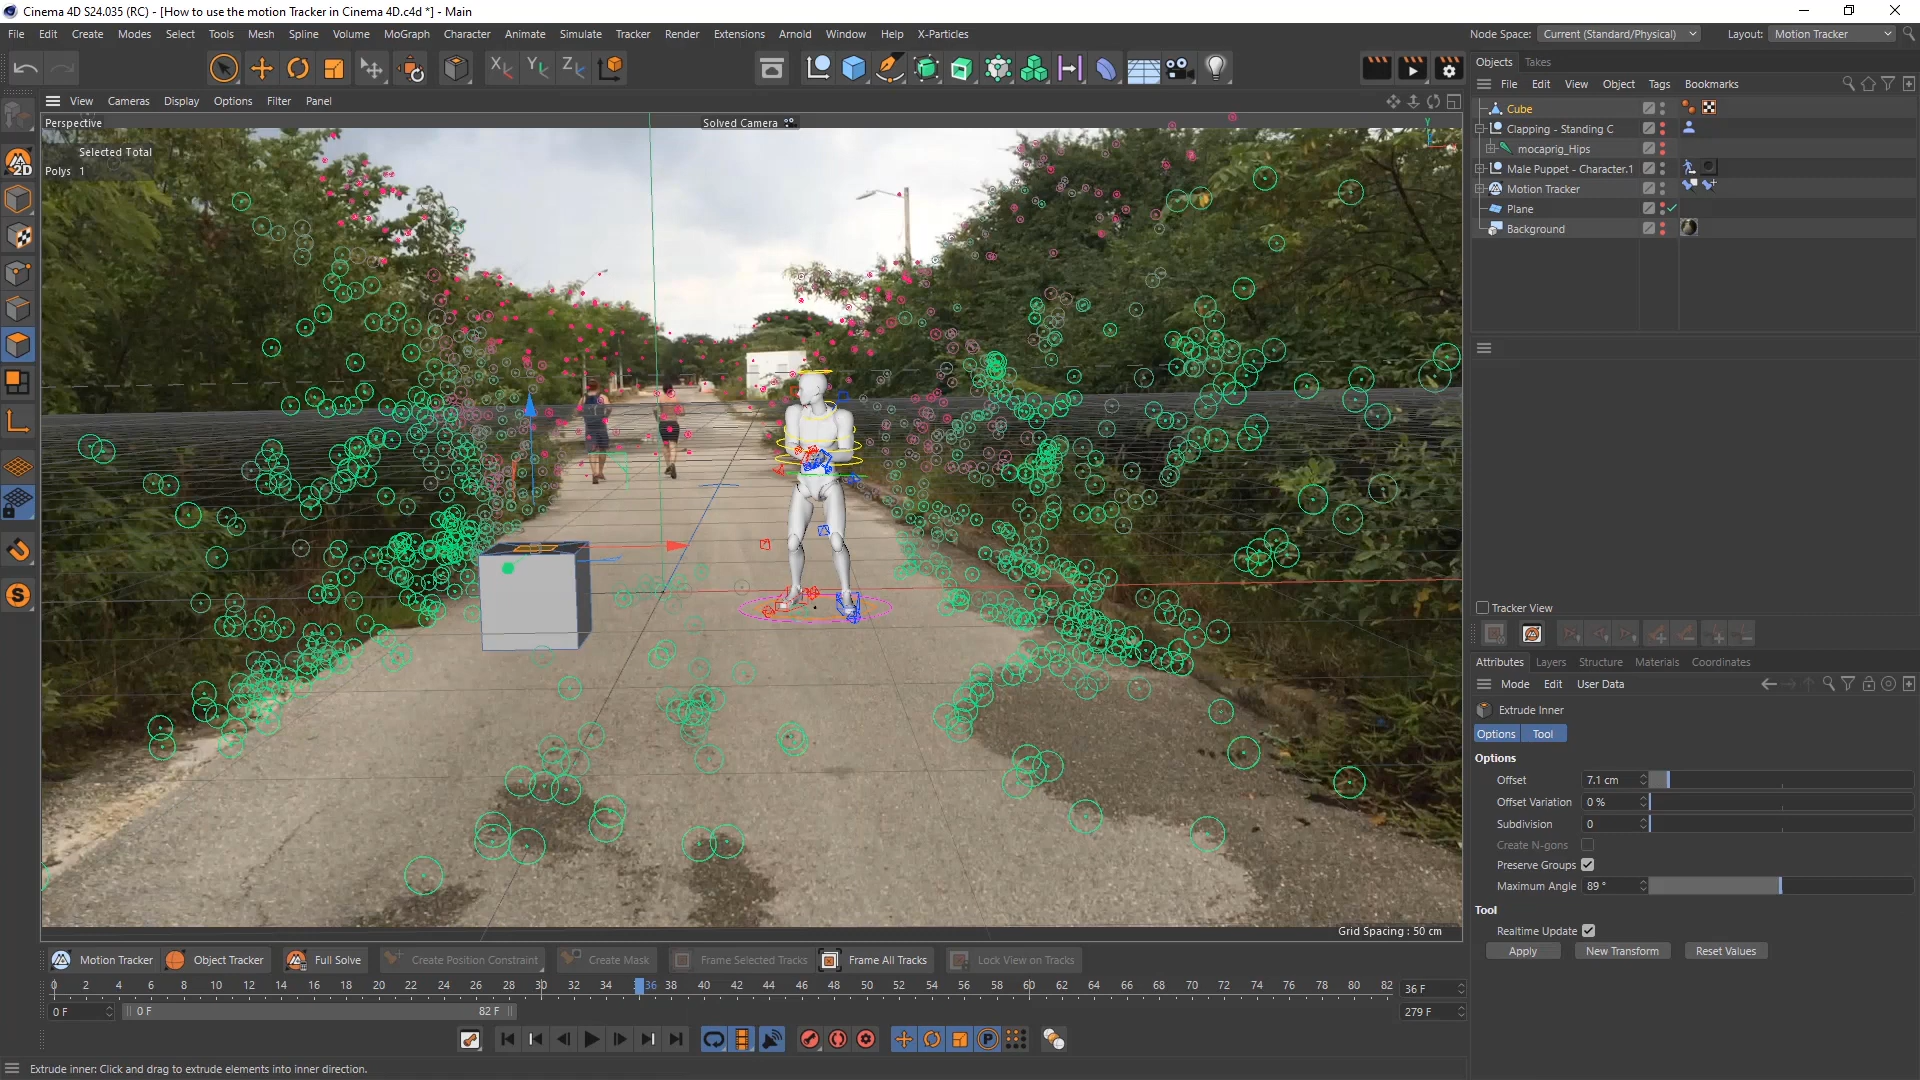 Cinema 4D S24.035 (RC) - [How to use the motion Tracker in Cinema 4D.c4d *] - Main
File Edit Create Modes Select Tools Mesh Spline Volume MoGraph Character Animate Simulate Tracker Render Extensions Arnold Window Help X-Particles
Node Space: Current (Standard/Physical) Layout: Motion Tracker
Objects Takes
File Edit View Object Tags Bookmarks
View Cameras Display Options Filter Panel
Perspective
Solved Camera
Selected Total
Polys 1
Cube
Clapping - Standing C
mocaprig_Hips
Male Puppet - Character.1
Motion Tracker
Plane
Background
2D
X Y Z
Y
S
Grid Spacing : 50 cm
Tracker View
Attributes Layers Structure Materials Coordinates
Mode Edit User Data
Extrude Inner
Options Tool
Options
Offset 7.1 cm
Offset Variation 0 %
Subdivision 0
Create N-gons
Preserve Groups
Maximum Angle 89 °
Tool
Realtime Update
Apply New Transform Reset Values
Motion Tracker Object Tracker Full Solve Create Position Constraint Create Mask Frame Selected Tracks Frame All Tracks Lock View on Tracks
0 2 4 6 8 10 12 14 16 18 20 22 24 26 28 30 32 34 36 38 40 42 44 46 48 50 52 54 56 58 60 62 64 66 68 70 72 74 76 78 80 82
36 F
0 F 0 F 82 F 279 F
P
Extrude inner: Click and drag to extrude elements into inner direction.